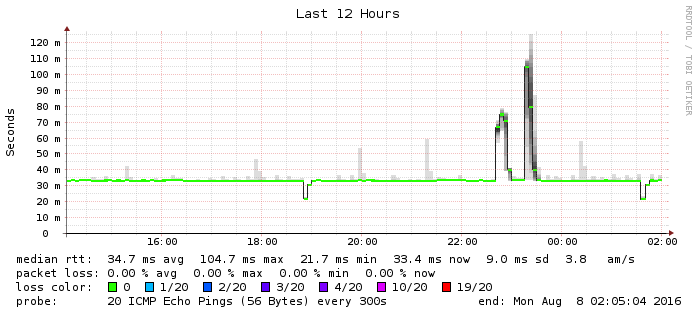 Last 12 Hours
RRDTOOL / TOBI OETIKER
Seconds
120 m
110 m
100 m
90 m
80 m
70 m
60 m
50 m
40 m
30 m
20 m
10 m
0
16:00 18:00 20:00 22:00 00:00 02:00
median rtt: 34.7 ms avg 104.7 ms max 21.7 ms min 33.4 ms now 9.0 ms sd 3.8 am/s
packet loss: 0.00 % avg 0.00 % max 0.00 % min 0.00 % now
loss color: 0 1/20 2/20 3/20 4/20 10/20 19/20
probe: 20 ICMP Echo Pings (56 Bytes) every 300s end: Mon Aug 8 02:05:04 2016